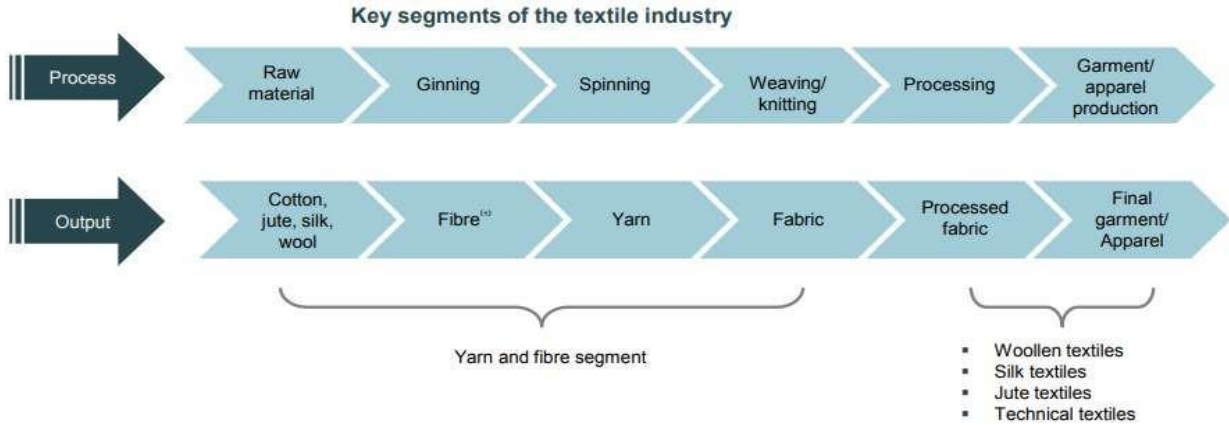 Key segments of the textile industry
Process
Raw
material
Ginning
Spinning
Weaving/
knitting
Processing
Garment/
apparel
production
Output
Cotton,
jute, silk,
wool
Fibre
Yarn
Fabric
Processed
fabric
Final
garment/
Apparel
Yarn and fibre segment
▪ Woollen textiles
▪ Silk textiles
▪ Jute textiles
▪ Technical textiles